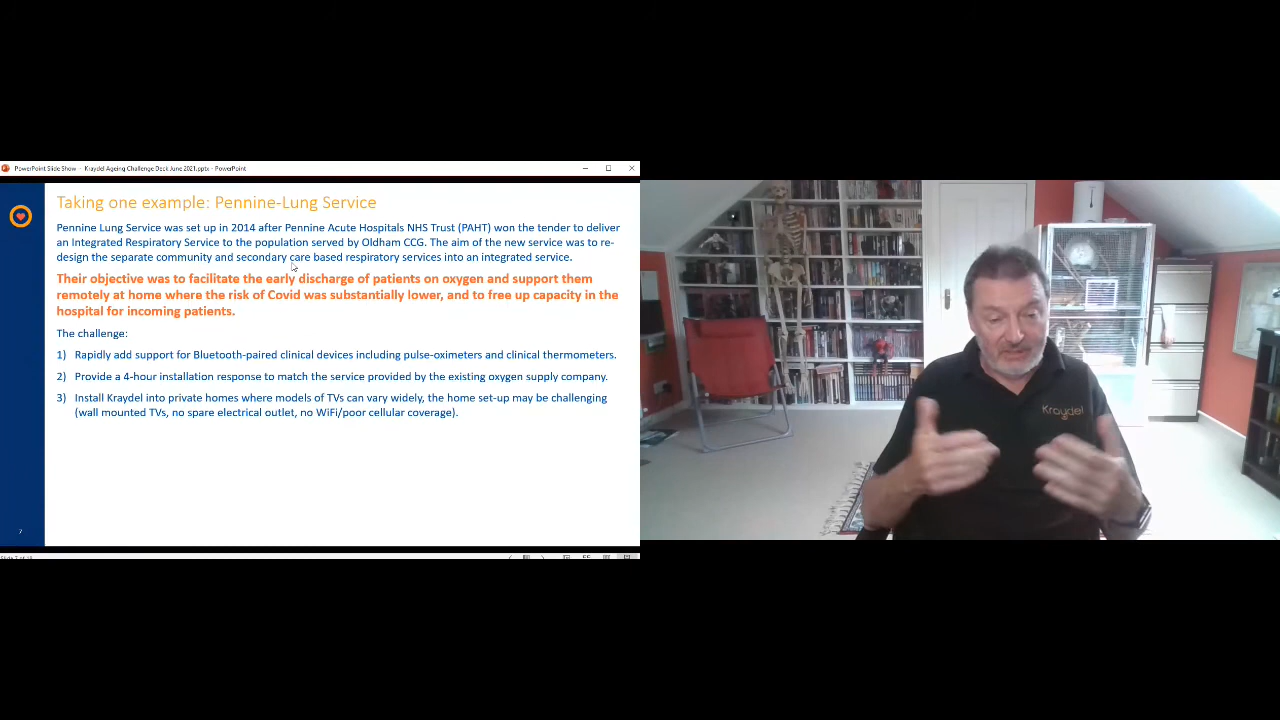 PowerPoint Slide Show - Kraydel Ageing Challenge Deck June 2021.pptx - PowerPoint
Taking one example: Pennine-Lung Service
Pennine Lung Service was set up in 2014 after Pennine Acute Hospitals NHS Trust (PAHT) won the tender to deliver
an Integrated Respiratory Service to the population served by Oldham CCG. The aim of the new service was to re-
design the separate community and secondary care based respiratory services into an integrated service.
Their objective was to facilitate the early discharge of patients on oxygen and support them
remotely at home where the risk of Covid was substantially lower, and to free up capacity in the
hospital for incoming patients.
The challenge:
1) Rapidly add support for Bluetooth-paired clinical devices including pulse-oximeters and clinical thermometers.
2) Provide a 4-hour installation response to match the service provided by the existing oxygen supply company.
3) Install Kraydel into private homes where models of TVs can vary widely, the home set-up may be challenging
(wall mounted TVs, no spare electrical outlet, no WiFi/poor cellular coverage).
7
Kraydel